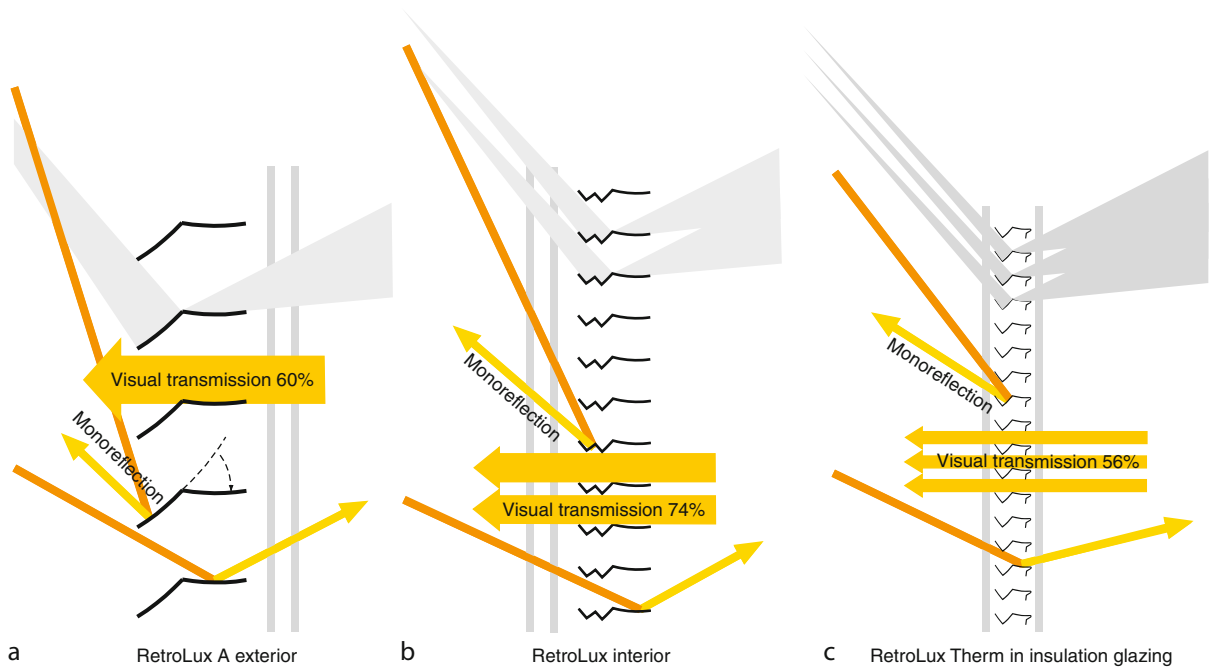 Visual transmission 60%
Monoreflection
a
RetroLux A exterior
Monoreflection
Visual transmission 74%
b
RetroLux interior
Monoreflection
Visual transmission 56%
c
RetroLux Therm in insulation glazing